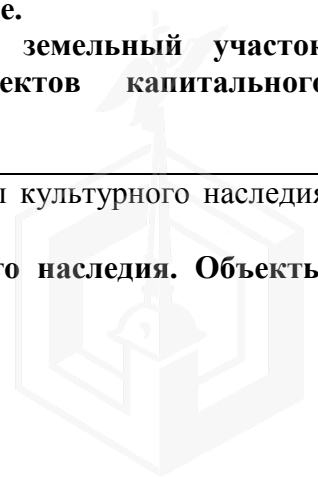 е.
земельный участок
ектов капитального
культурного наследия
го наследия. Объекты